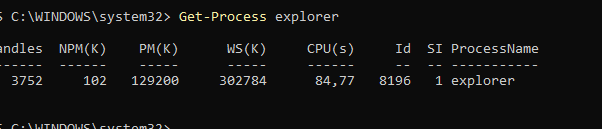 S C:\WINDOWS\system32> Get-Process explorer
andles NPM(K) PM(K) WS(K) CPU(s) Id SI ProcessName
------ ------ ----- ----- ------ -- -- -----------
3752 102 129200 302784 84,77 8196 1 explorer
S C:\WINDOWS\system32>